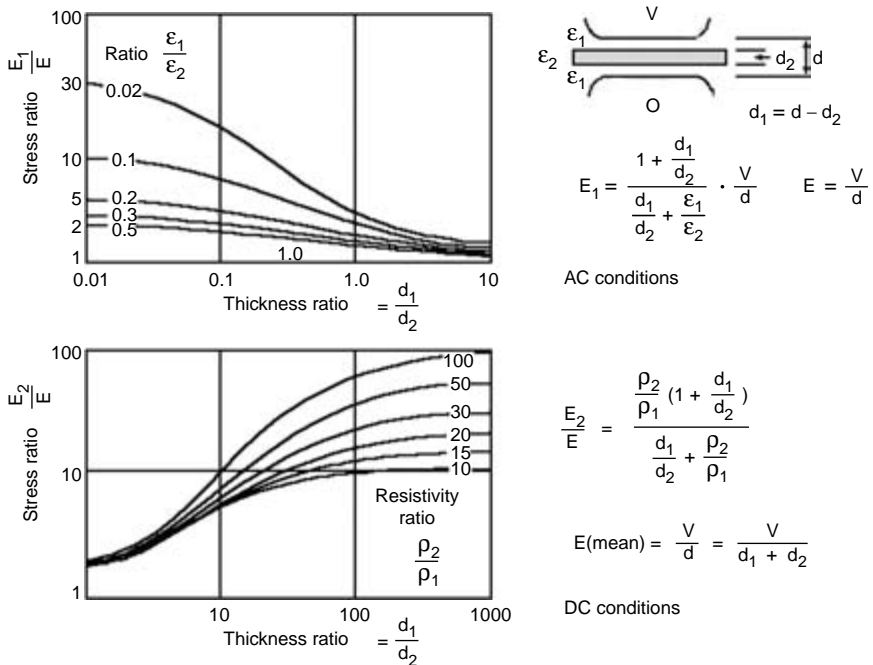 100
30
10
5
2
1
Stress ratio E₁/E
Ratio ε₁/ε₂
0.02
0.1
0.2
0.3
0.5
1.0
0.01 0.1 1.0 10
Thickness ratio = d₁/d₂
V
ε₁
ε₂
ε₁
O
d₂ d
d₁ = d – d₂
E₁ = (1 + d₁/d₂)/(d₁/d₂ + ε₁/ε₂) · V/d E = V/d
AC conditions
100
10
1
Stress ratio E₂/E
100
50
30
20
15
10
Resistivity
ratio
ρ₂/ρ₁
10 100 1000
Thickness ratio = d₁/d₂
E₂/E = (ρ₂/ρ₁ (1 + d₁/d₂))/(d₁/d₂ + ρ₂/ρ₁)
E(mean) = V/d = V/(d₁ + d₂)
DC conditions